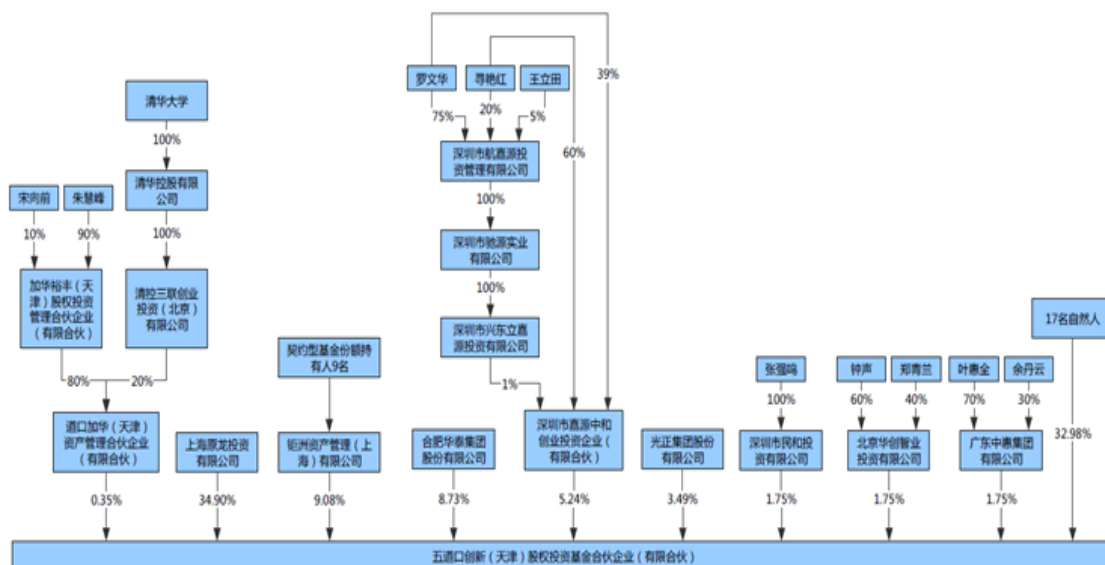 罗文华
寻艳红
王立田
39%
清华大学
75%
20%
5%
100%
深圳市航嘉源投
资管理有限公司
60%
宋向前
朱慧峰
清华控股有限
公司
100%
10%
90%
100%
深圳市驰源实业
有限公司
加华裕丰（天
津）股权投资
管理合伙企业
（有限合伙）
清控三联创业
投资（北京）
有限公司
100%
17名自然人
深圳市兴东立嘉
源投资有限公司
契约型基金份额持
有人9名
张强鸣
钟声
郑青兰
叶惠全
余丹云
80%
20%
1%
100%
60%
40%
70%
30%
道口加华（天津）
资产管理合伙企业
（有限合伙）
上海原龙投资
有限公司
钜洲资产管理（上
海）有限公司
合肥华泰集团
股份有限公司
深圳市嘉源中和
创业投资企业（
有限合伙）
光正集团股份
有限公司
深圳市民和投
资有限公司
北京华创智业
投资有限公司
广东中惠集团
有限公司
32.98%
0.35%
34.90%
9.08%
8.73%
5.24%
3.49%
1.75%
1.75%
1.75%
五道口创新（天津）股权投资基金合伙企业（有限合伙）